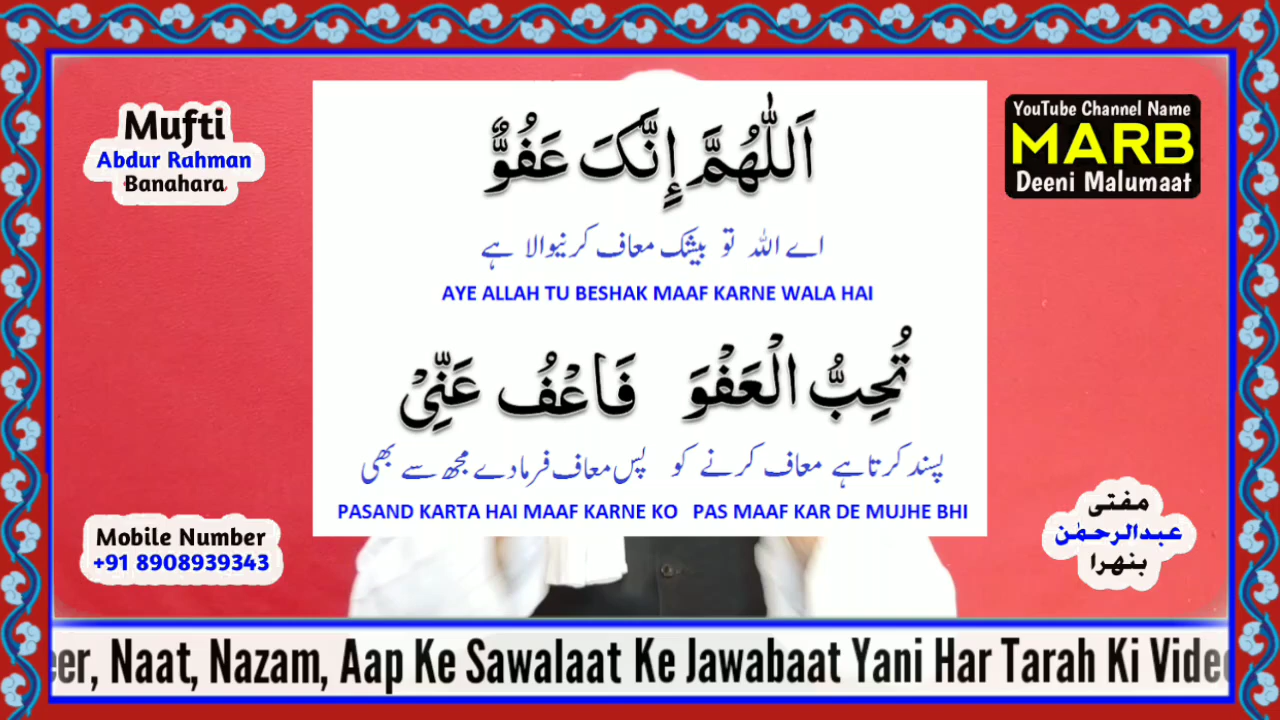 Mufti
Abdur Rahman
Banahara
YouTube Channel Name
MARB
Deeni Malumaat
اَللّٰهُمَّ إِنَّکَ عَفُوٌّ
اے اللہ تو بیشک معاف کرنیوالا ہے
AYE ALLAH TU BESHAK MAAF KARNE WALA HAI
تُحِبُّ الْعَفْوَ فَاعْفُ عَنِّیْ
پسند کرتا ہے معاف کرنے کو پس معاف فرمادے مجھ سے بھی
PASAND KARTA HAI MAAF KARNE KO PAS MAAF KAR DE MUJHE BHI
Mobile Number
+91 8908939343
مفتی
عبدالرحمٰن
بنھرا
eer, Naat, Nazam, Aap Ke Sawalaat Ke Jawabaat Yani Har Tarah Ki Vide